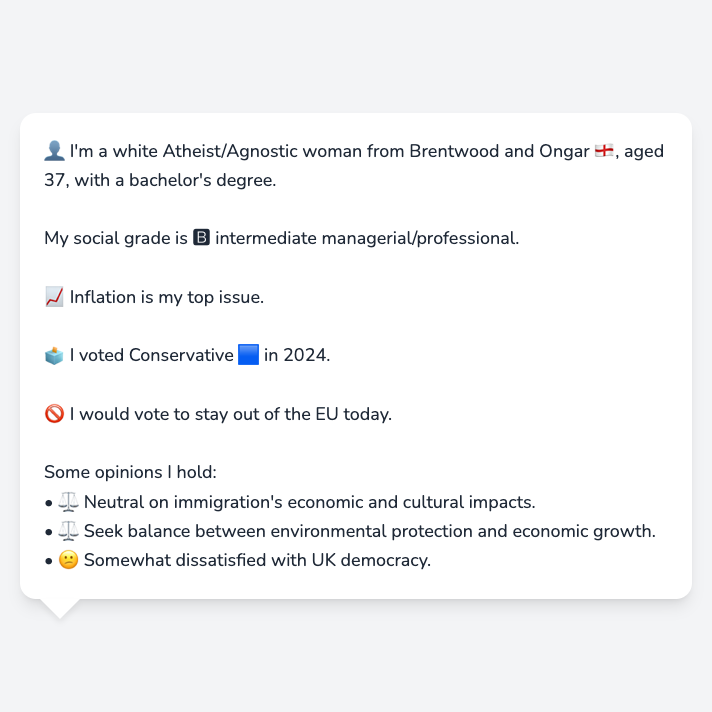 👤 I'm a white Atheist/Agnostic woman from Brentwood and Ongar 🏴󠁧󠁢󠁥󠁮󠁧󠁿, aged
37, with a bachelor's degree.
My social grade is 🅱 intermediate managerial/professional.
📈 Inflation is my top issue.
🗳️ I voted Conservative 🟦 in 2024.
🚫 I would vote to stay out of the EU today.
Some opinions I hold:
• ⚖️ Neutral on immigration's economic and cultural impacts.
• ⚖️ Seek balance between environmental protection and economic growth.
• 😕 Somewhat dissatisfied with UK democracy.